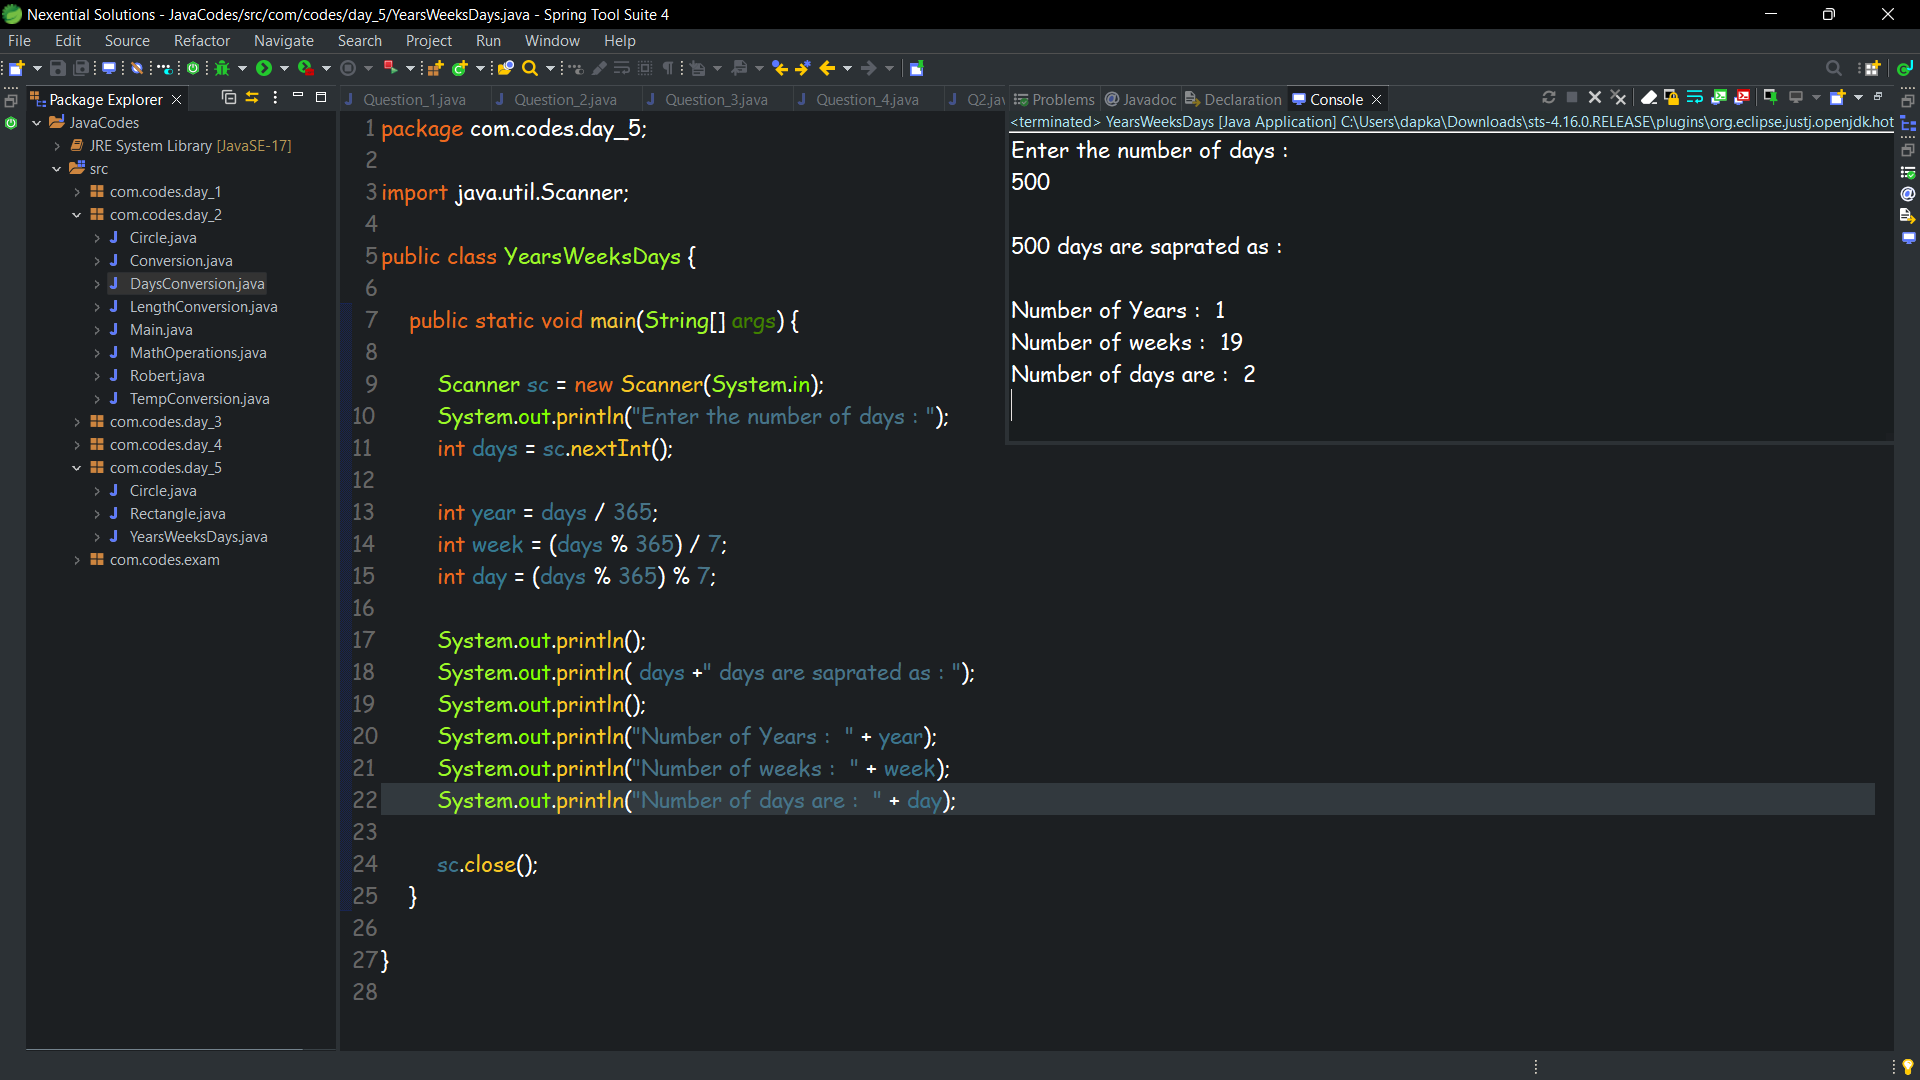 Nexential Solutions - JavaCodes/src/com/codes/day_5/YearsWeeksDays.java - Spring Tool Suite 4
File Edit Source Refactor Navigate Search Project Run Window Help
Package Explorer
JavaCodes
JRE System Library [JavaSE-17]
src
com.codes.day_1
com.codes.day_2
Circle.java
Conversion.java
DaysConversion.java
LengthConversion.java
Main.java
MathOperations.java
Robert.java
TempConversion.java
com.codes.day_3
com.codes.day_4
com.codes.day_5
Circle.java
Rectangle.java
YearsWeeksDays.java
com.codes.exam
Question_1.java Question_2.java Question_3.java Question_4.java Q2.jav
1 package com.codes.day_5;
2
3 import java.util.Scanner;
4
5 public class YearsWeeksDays {
6
7 public static void main(String[] args) {
8
9 Scanner sc = new Scanner(System.in);
10 System.out.println("Enter the number of days : ");
11 int days = sc.nextInt();
12
13 int year = days / 365;
14 int week = (days % 365) / 7;
15 int day = (days % 365) % 7;
16
17 System.out.println();
18 System.out.println( days +" days are saprated as : ");
19 System.out.println();
20 System.out.println("Number of Years :  " + year);
21 System.out.println("Number of weeks :  " + week);
22 System.out.println("Number of days are :  " + day);
23
24 sc.close();
25 }
26
27 }
28
Problems Javadoc Declaration Console
<terminated> YearsWeeksDays [Java Application] C:\Users\dapka\Downloads\sts-4.16.0.RELEASE\plugins\org.eclipse.justj.openjdk.hot
Enter the number of days :
500
500 days are saprated as :
Number of Years :  1
Number of weeks :  19
Number of days are :  2